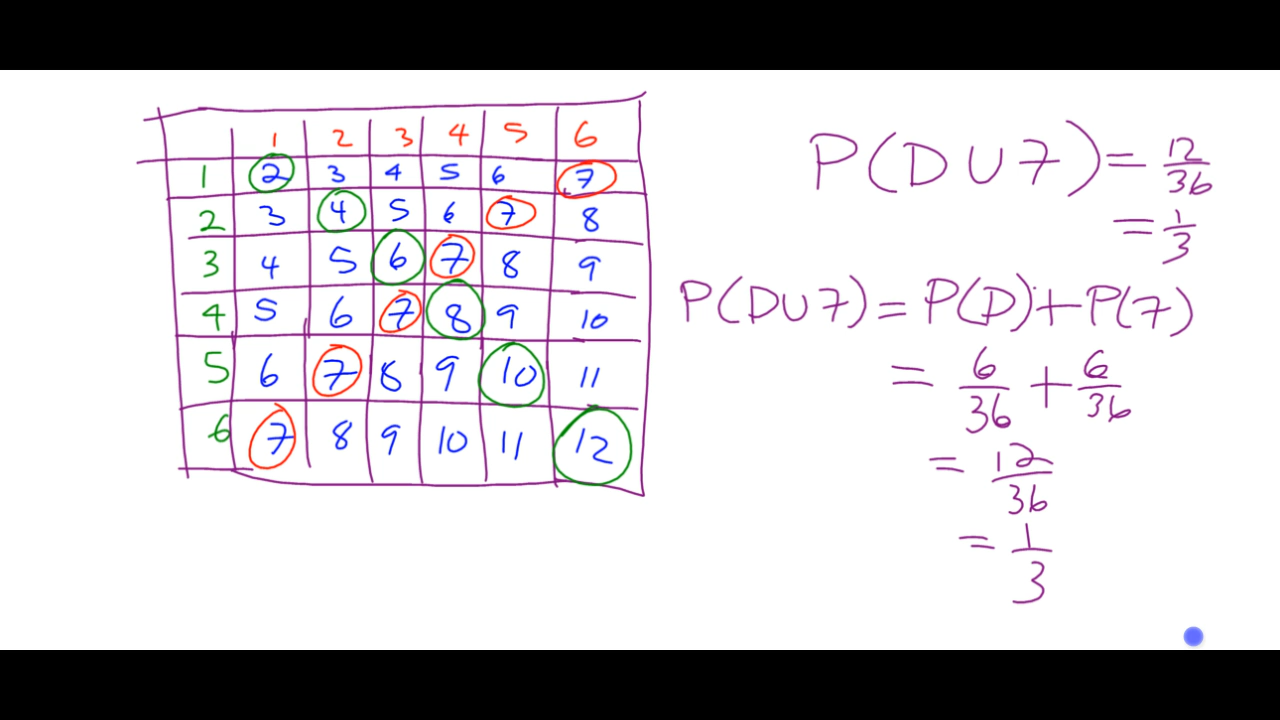 1 2 3 4 5 6
1 2 3 4 5 6 7
2 3 4 5 6 7 8
3 4 5 6 7 8 9
4 5 6 7 8 9 10
5 6 7 8 9 10 11
6 7 8 9 10 11 12
P(D∪7) = 12/36
= 1/3
P(D∪7) = P(D) + P(7)
= 6/36 + 6/36
= 12/36
= 1/3